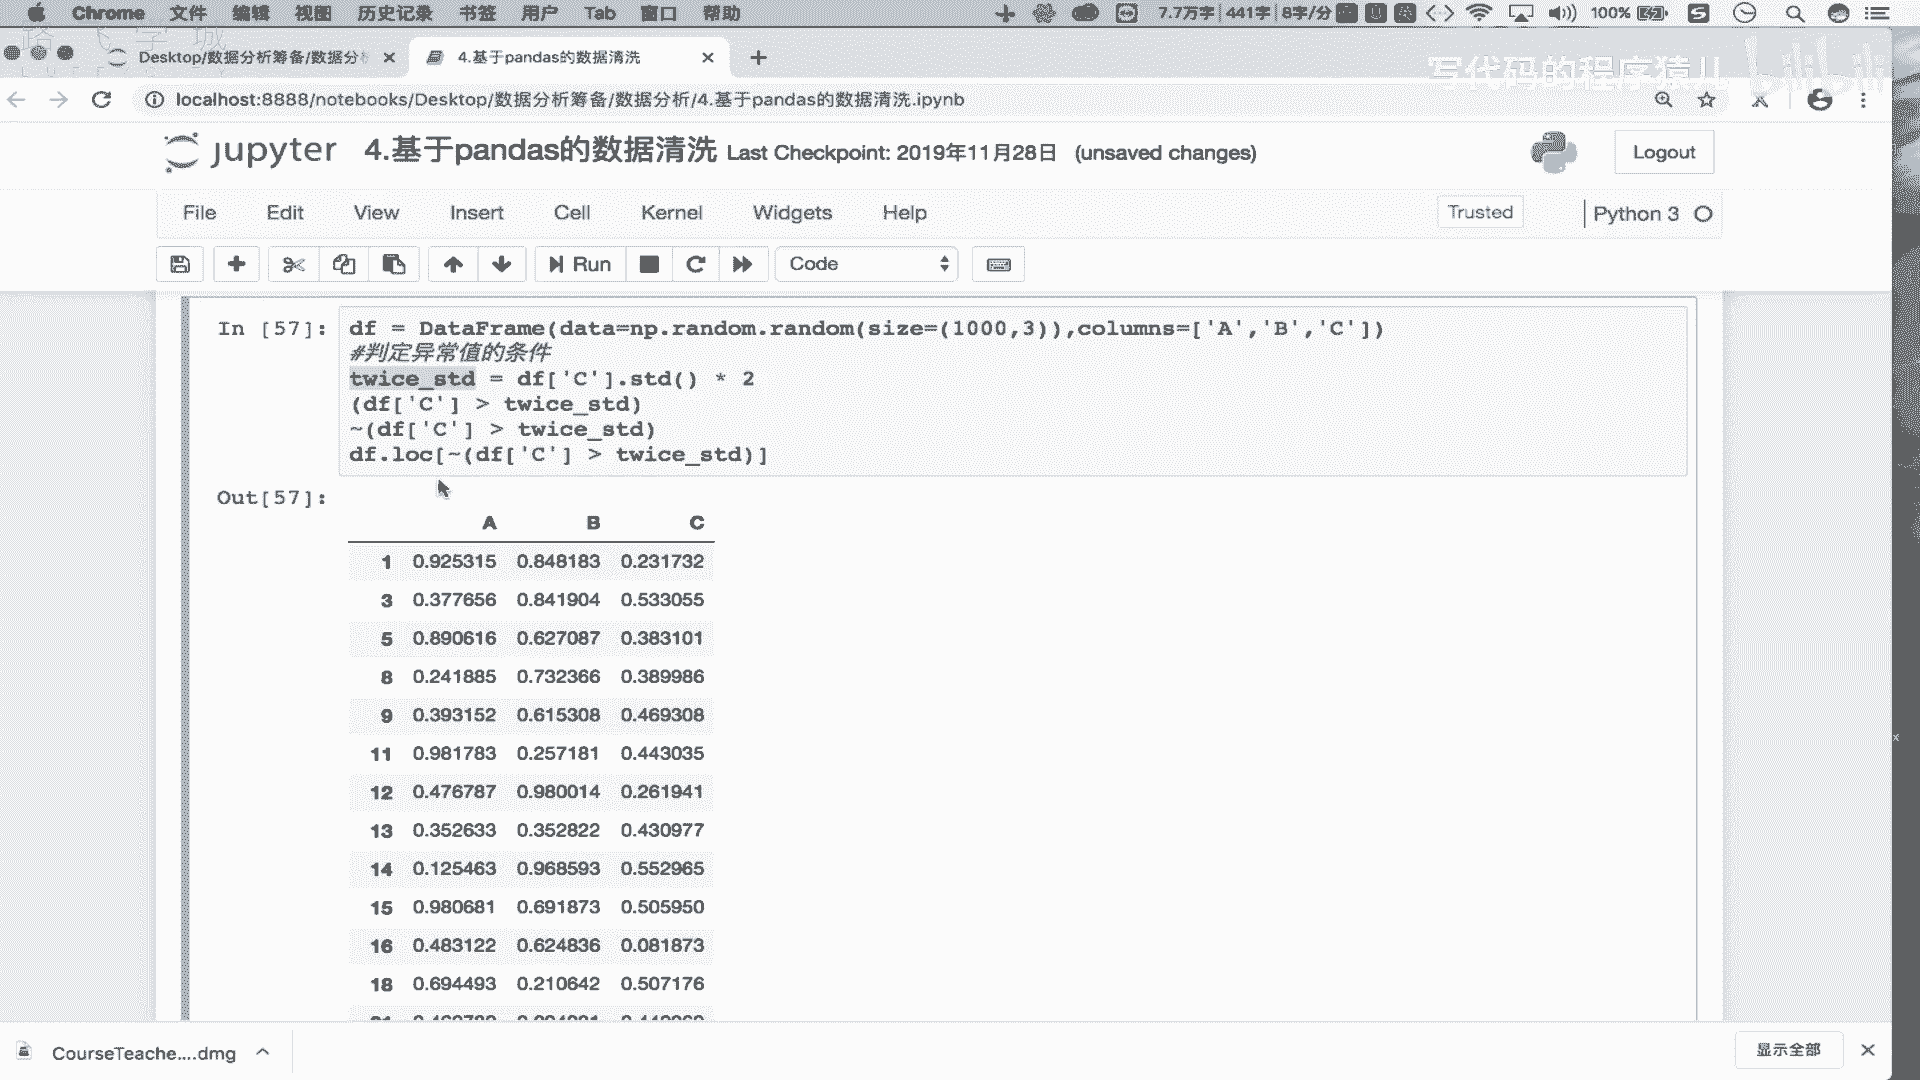 Chrome 文件 编辑 视图 历史记录 书签 用户 Tab 窗口 帮助 7.7万字 441字 8字/分 100%
Desktop/数据分析筹备/数据分 4.基于pandas的数据清洗
写代码的程序猿儿 bilibili
localhost:8888/notebooks/Desktop/数据分析筹备/数据分析/4.基于pandas的数据清洗.ipynb
jupyter 4.基于pandas的数据清洗 Last Checkpoint: 2019年11月28日 (unsaved changes) Logout
File Edit View Insert Cell Kernel Widgets Help Trusted Python 3
Run Code
In [57]: df = DataFrame(data=np.random.random(size=(1000,3)),columns=['A','B','C'])
#判定异常值的条件
twice_std = df['C'].std() * 2
(df['C'] > twice_std)
~(df['C'] > twice_std)
df.loc[~(df['C'] > twice_std)]
Out[57]:
A B C
1 0.925315 0.848183 0.231732
3 0.377656 0.841904 0.533055
5 0.890616 0.627087 0.383101
8 0.241885 0.732366 0.389986
9 0.393152 0.615308 0.469308
11 0.981783 0.257181 0.443035
12 0.476787 0.980014 0.261941
13 0.352633 0.352822 0.430977
14 0.125463 0.968593 0.552965
15 0.980681 0.691873 0.505950
16 0.483122 0.624836 0.081873
18 0.694493 0.210642 0.507176
CourseTeache....dmg 显示全部